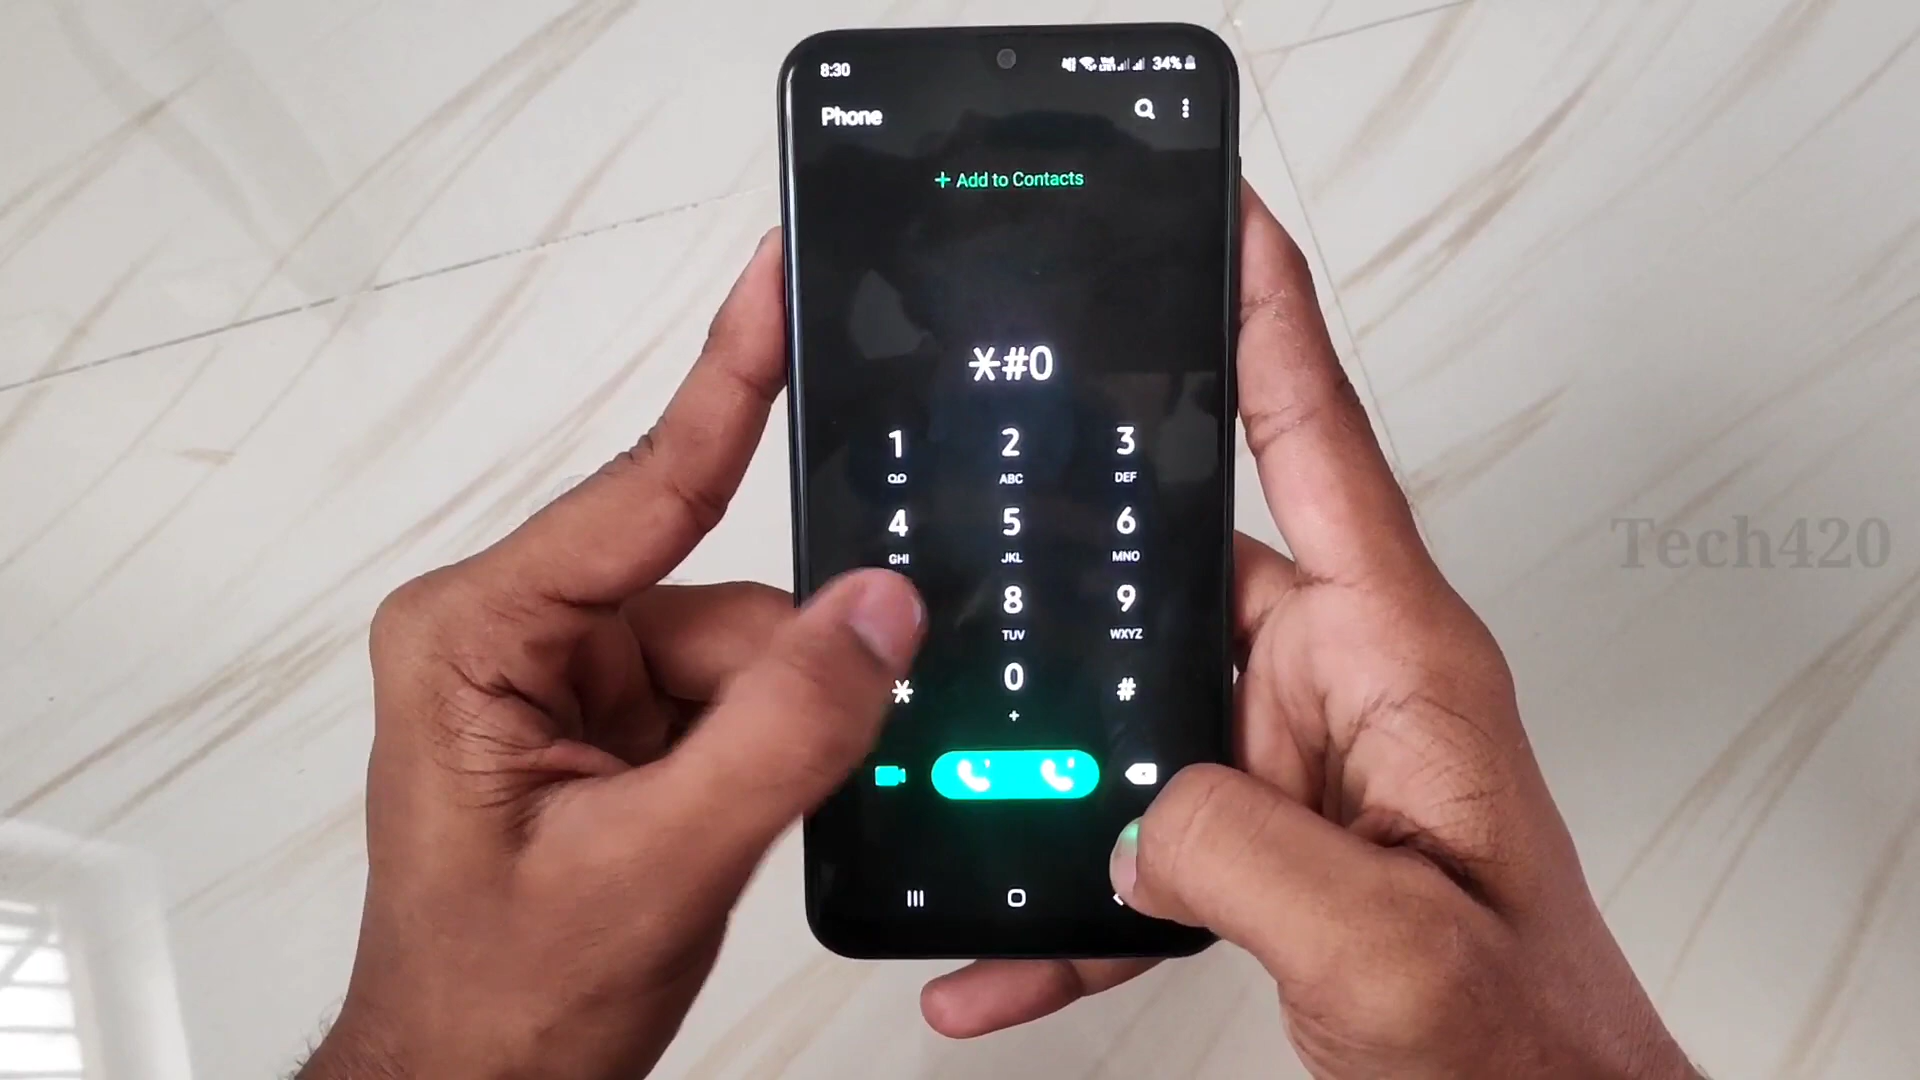 8:30 34%
Phone
+ Add to Contacts
*#0
1 2 ABC 3 DEF
4 GHI 5 JKL 6 MNO
8 TUV 9 WXYZ
* 0 + #
Tech420